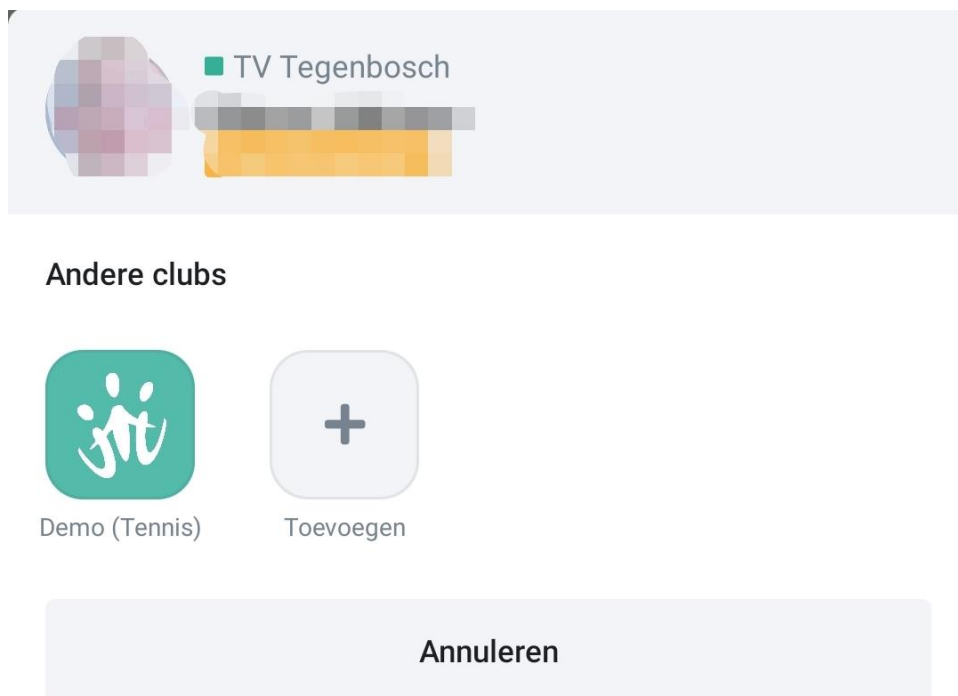 TV Tegenbosch
Andere clubs
Demo (Tennis)
Toevoegen
Annuleren